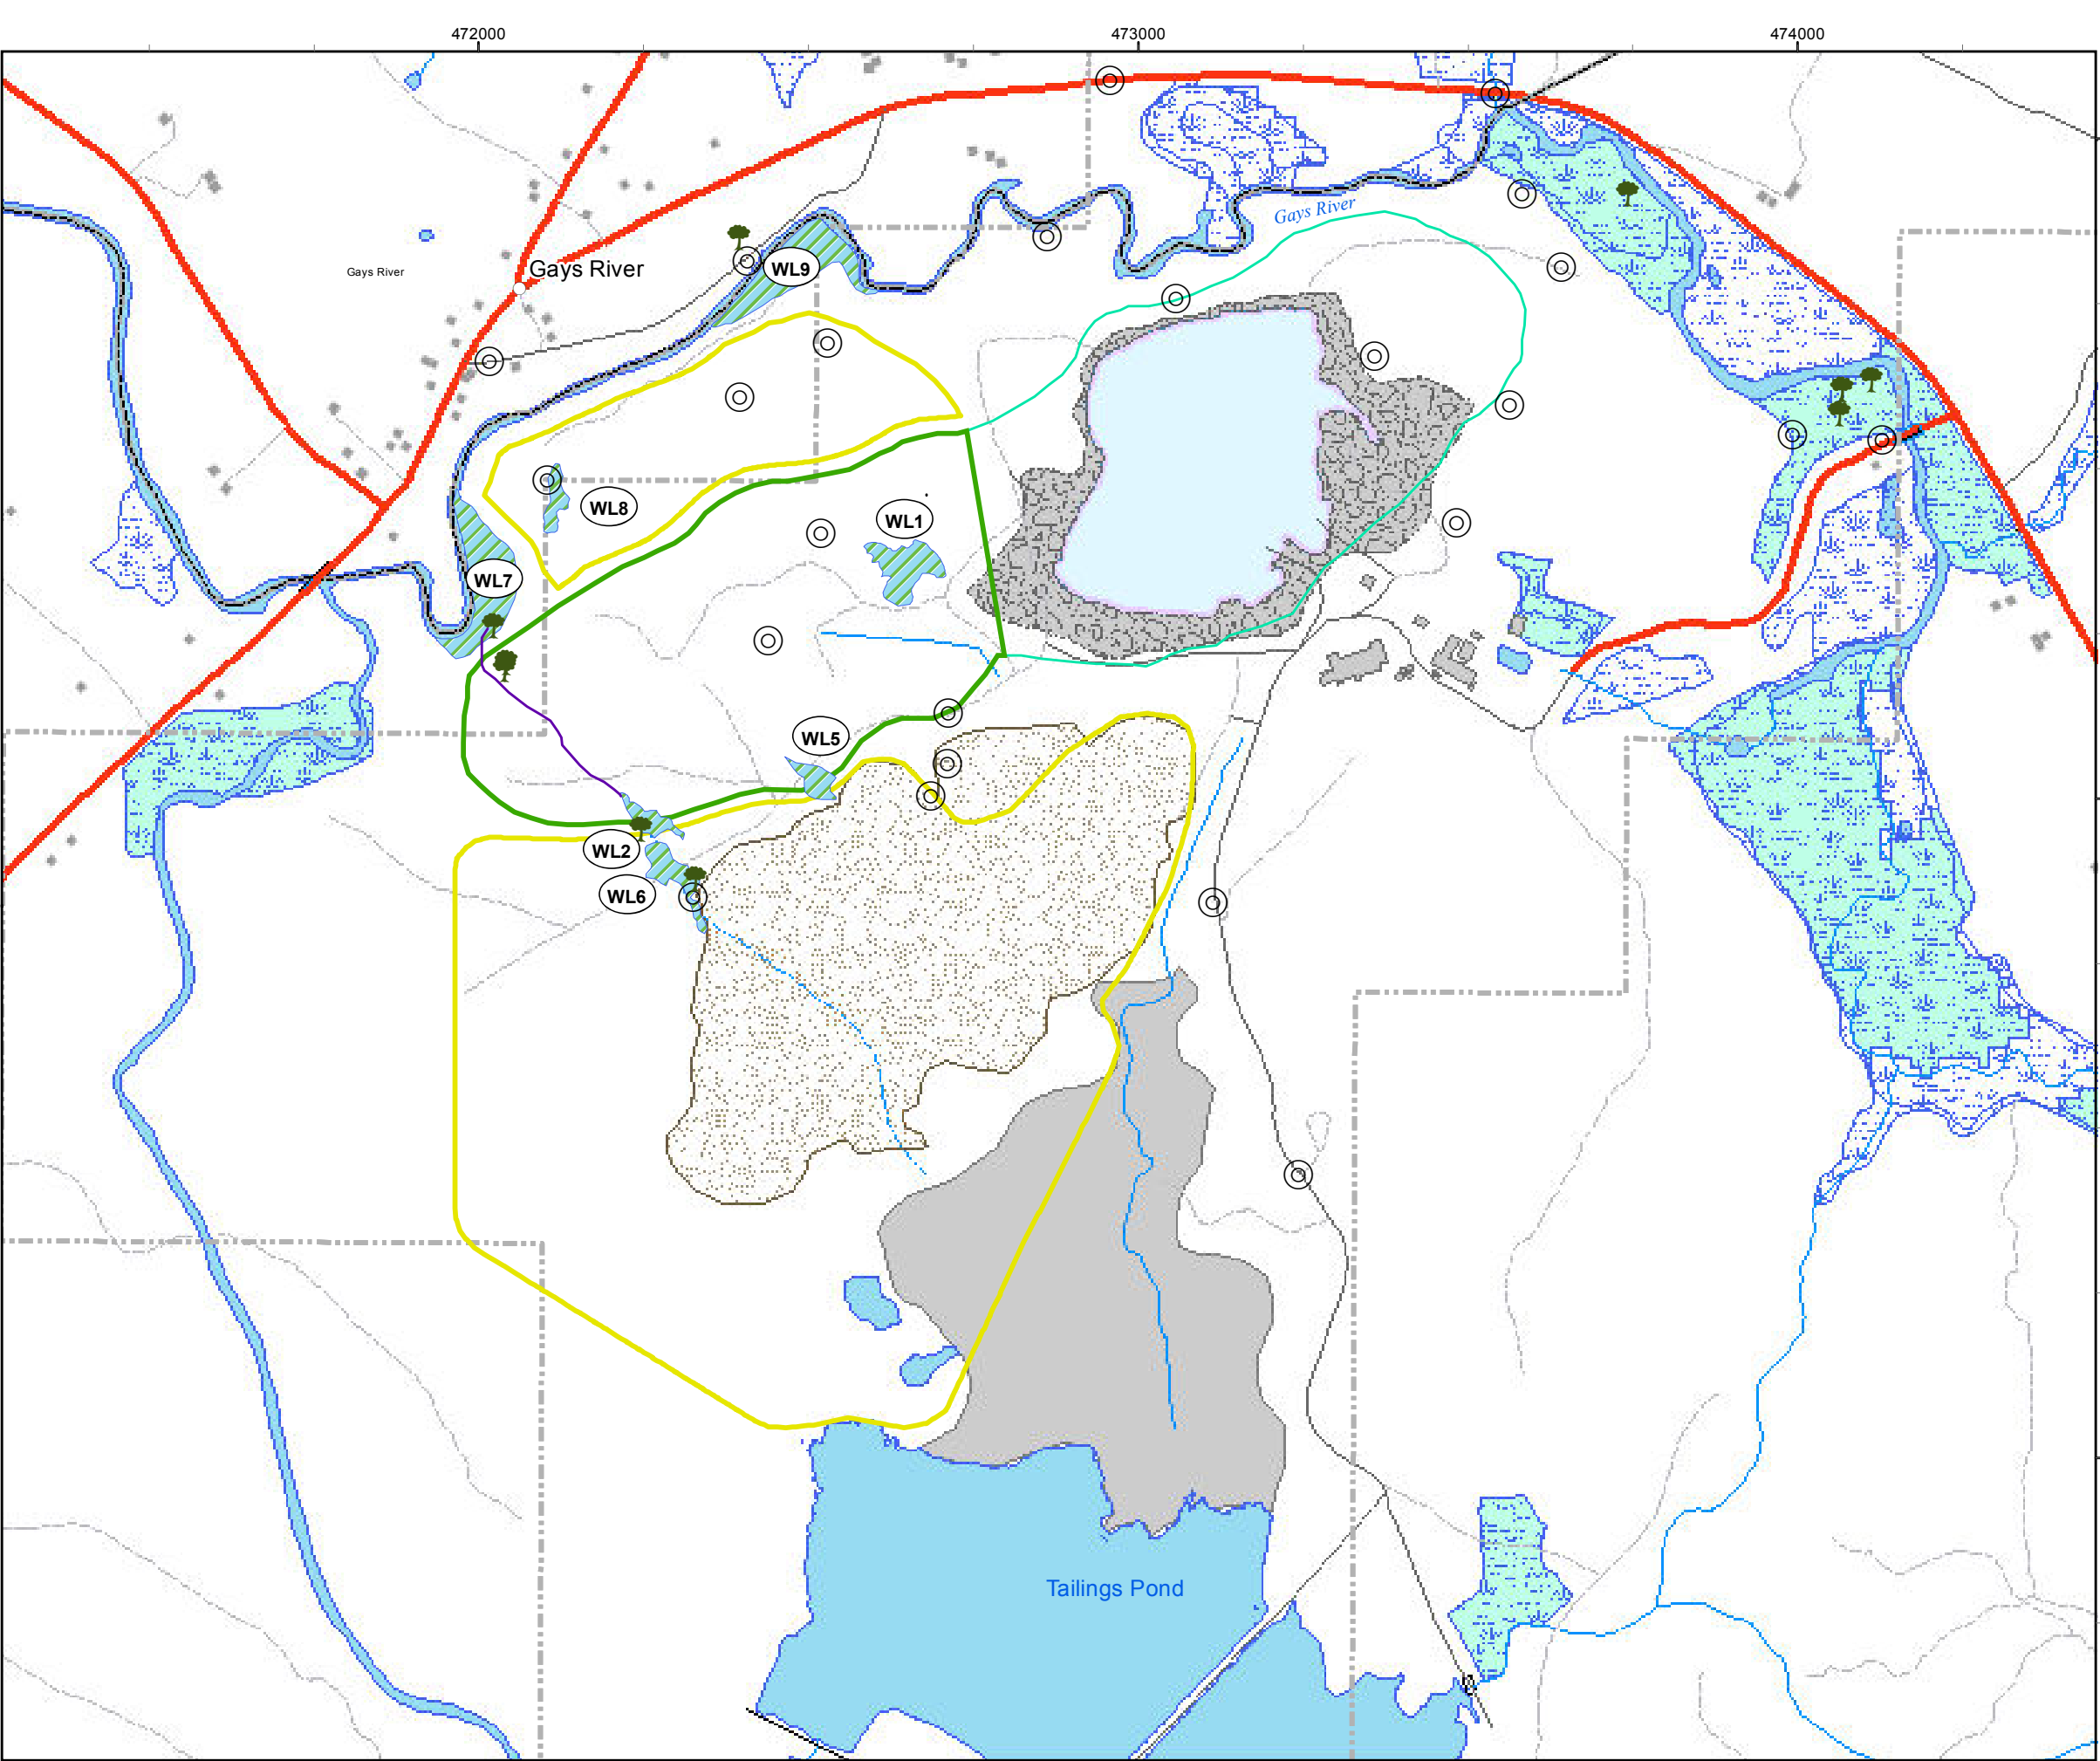 472000
473000
474000
Gays River
Gays River
Gays River
WL9
WL8
WL1
WL7
WL5
WL2
WL6
Tailings Pond